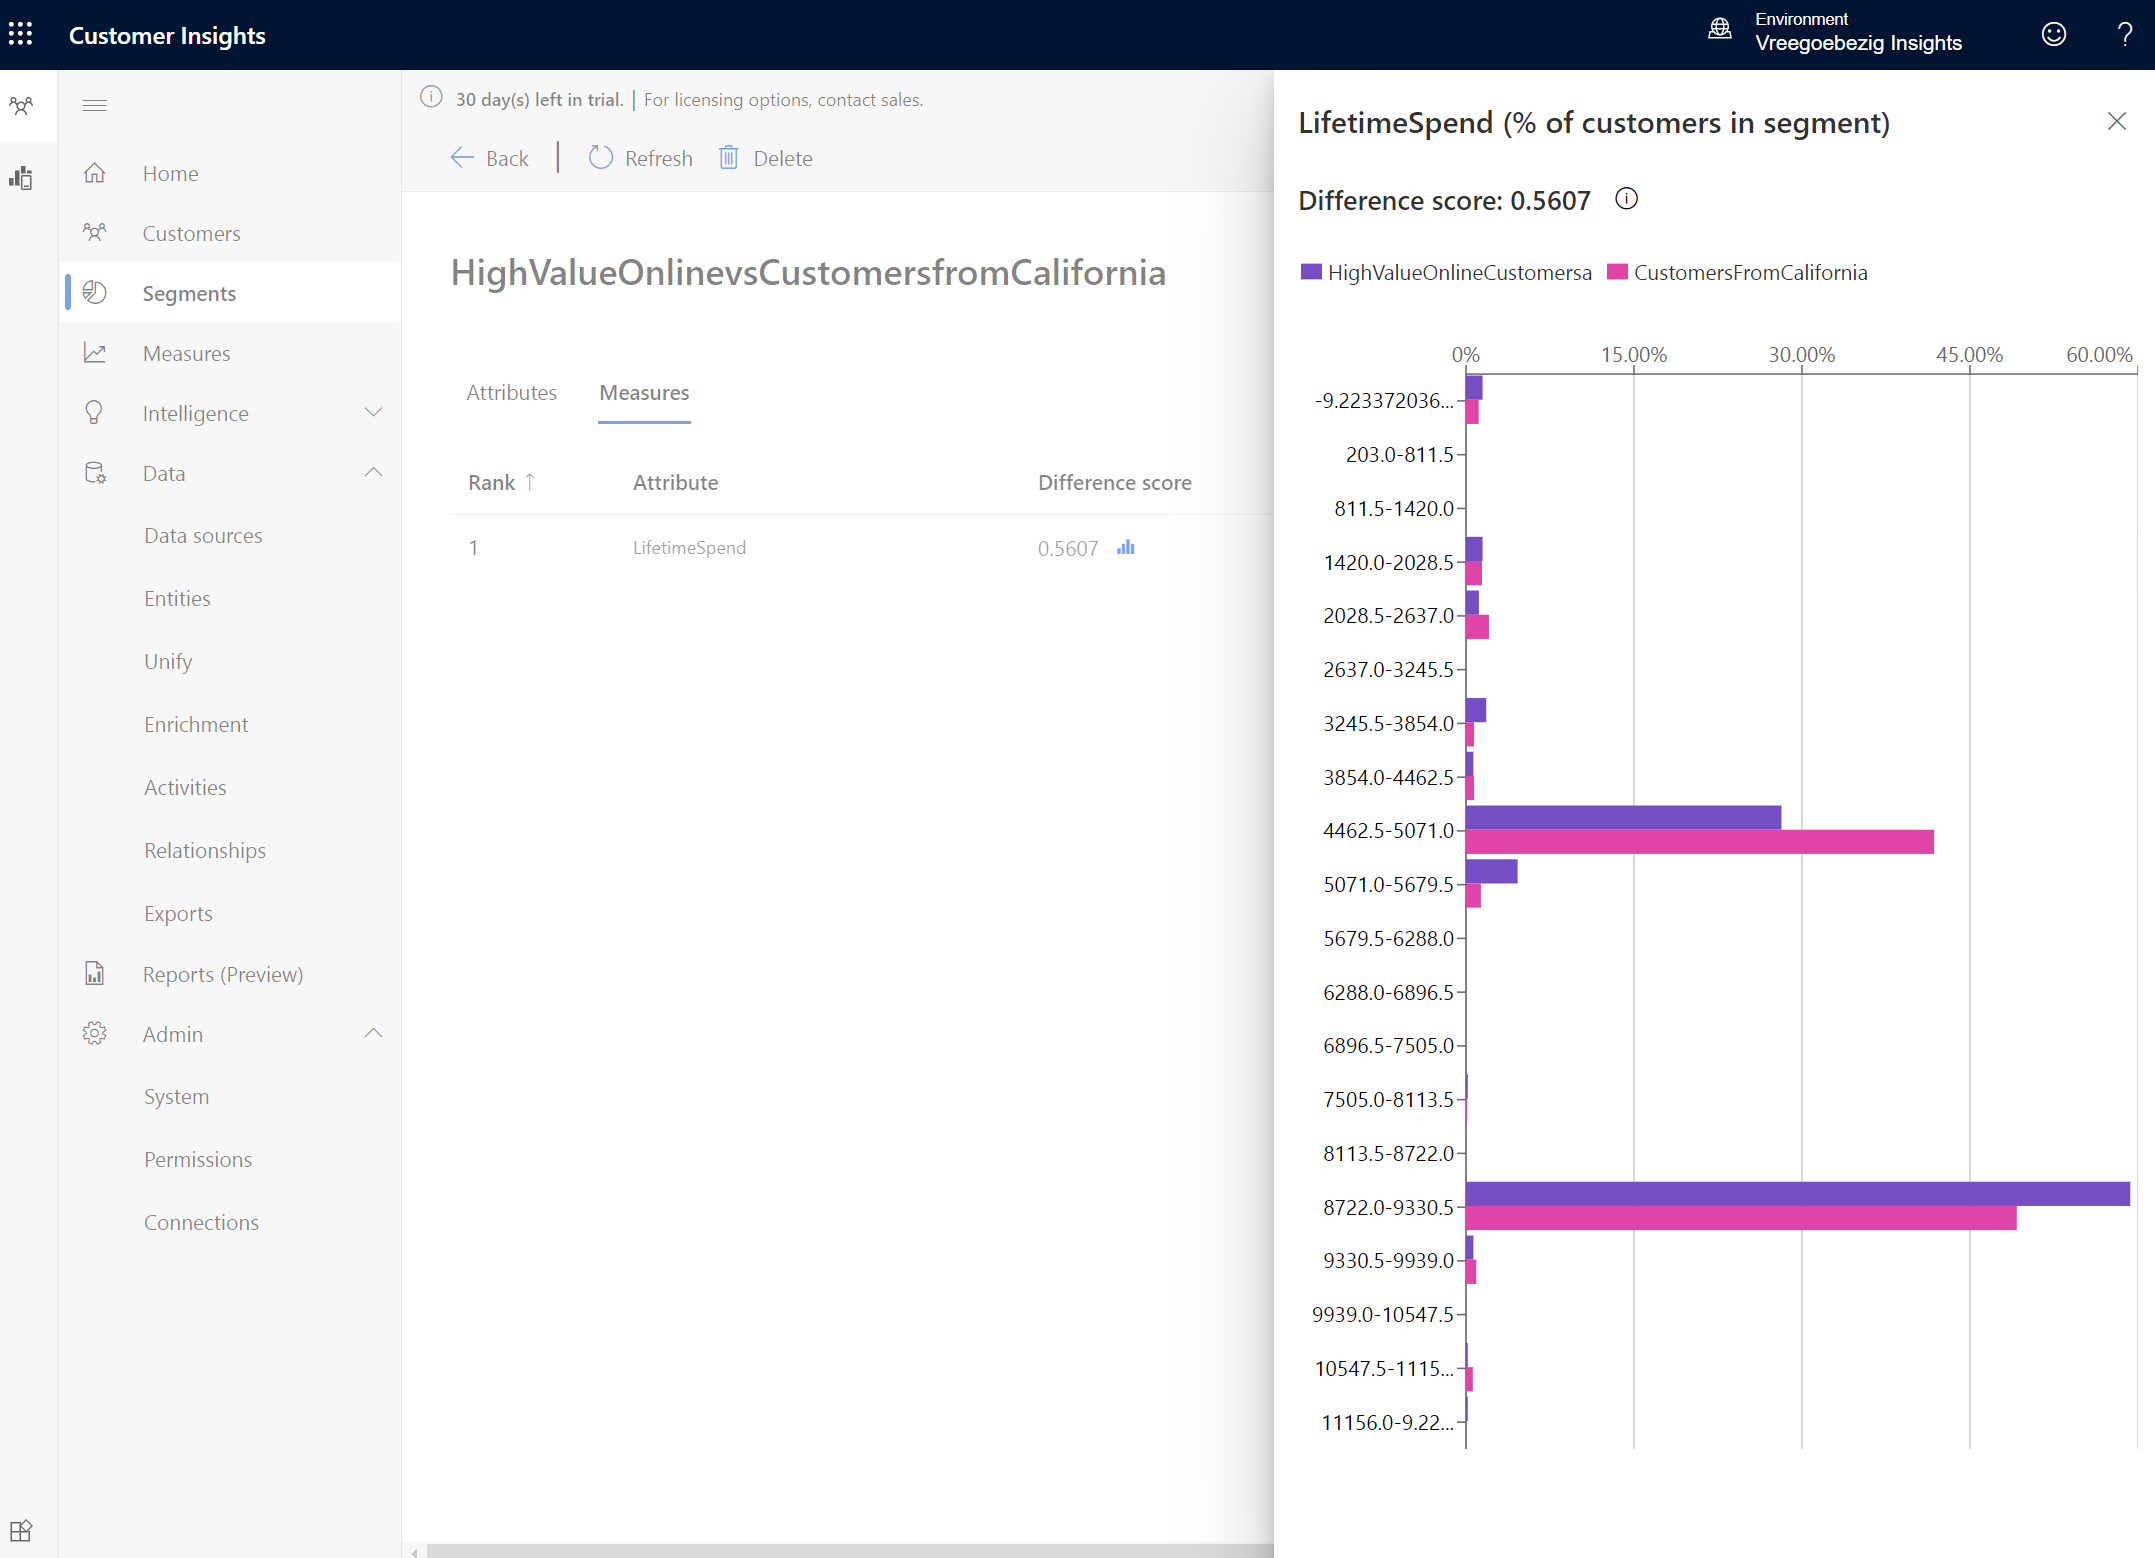 Customer Insights
Environment
Vreegoebezig Insights
?
30 day(s) left in trial. | For licensing options, contact sales.
Back | Refresh Delete
Home
Customers
Segments
Measures
Intelligence
Data
Data sources
Entities
Unify
Enrichment
Activities
Relationships
Exports
Reports (Preview)
Admin
System
Permissions
Connections
HighValueOnlinevsCustomersfromCalifornia
Attributes Measures
Rank ↑ Attribute Difference score
1 LifetimeSpend 0.5607
LifetimeSpend (% of customers in segment)
Difference score: 0.5607
HighValueOnlineCustomersa CustomersFromCalifornia
0% 15.00% 30.00% 45.00% 60.00%
-9.223372036...
203.0-811.5
811.5-1420.0
1420.0-2028.5
2028.5-2637.0
2637.0-3245.5
3245.5-3854.0
3854.0-4462.5
4462.5-5071.0
5071.0-5679.5
5679.5-6288.0
6288.0-6896.5
6896.5-7505.0
7505.0-8113.5
8113.5-8722.0
8722.0-9330.5
9330.5-9939.0
9939.0-10547.5
10547.5-1115...
11156.0-9.22...